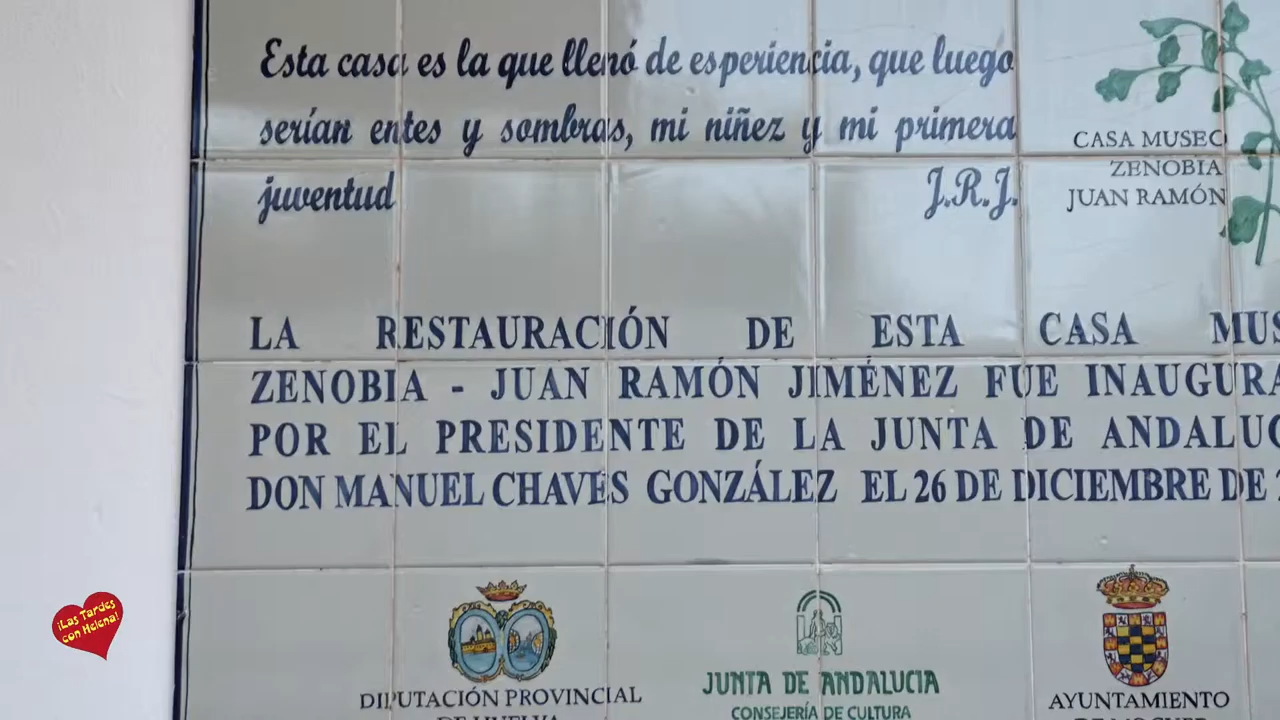 Esta casa es la que llenó de esperiencia, que luego
serían entes y sombras, mi niñez y mi primera
juventud
J.R.J.
CASA MUSEO
ZENOBIA
JUAN RAMÓN
LA RESTAURACIÓN DE ESTA CASA MUS
ZENOBIA - JUAN RAMÓN JIMÉNEZ FUE INAUGURA
POR EL PRESIDENTE DE LA JUNTA DE ANDALUC
DON MANUEL CHAVES GONZÁLEZ EL 26 DE DICIEMBRE DE
¡Las Tardes
con Helena!
DIPUTACIÓN PROVINCIAL
DE HUELVA
JUNTA DE ANDALUCIA
CONSEJERÍA DE CULTURA
AYUNTAMIENTO